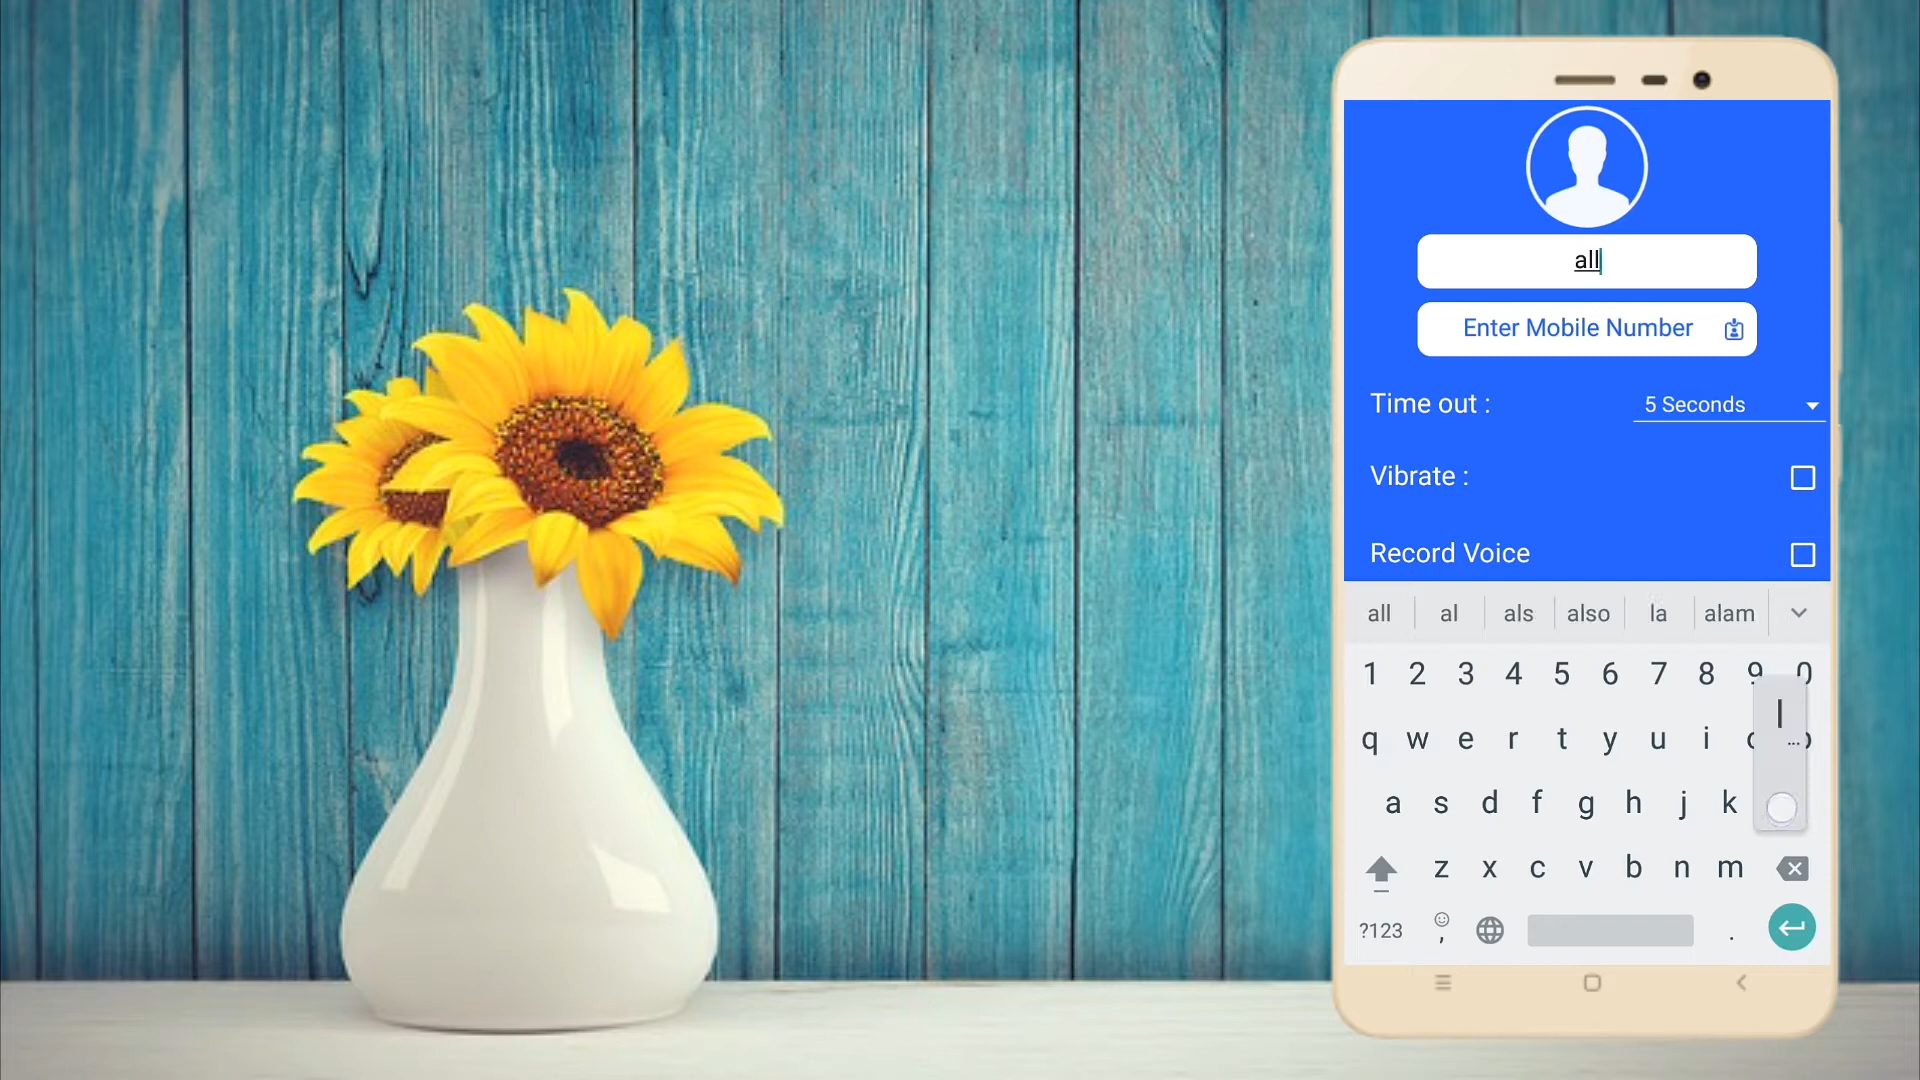 all
Enter Mobile Number
Time out :
5 Seconds
Vibrate :
Record Voice
all al als also la alam
1 2 3 4 5 6 7 8 9 0
q w e r t y u i o p
l
...
a s d f g h j k
z x c v b n m
?123 , .